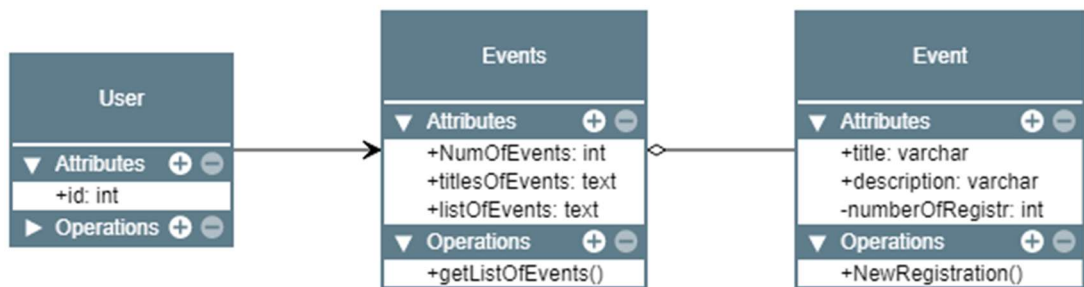 User
Attributes
+id: int
Operations
Events
Attributes
+NumOfEvents: int
+titlesOfEvents: text
+listOfEvents: text
Operations
+getListOfEvents()
Event
Attributes
+title: varchar
+description: varchar
-numberOfRegistr: int
Operations
+NewRegistration()